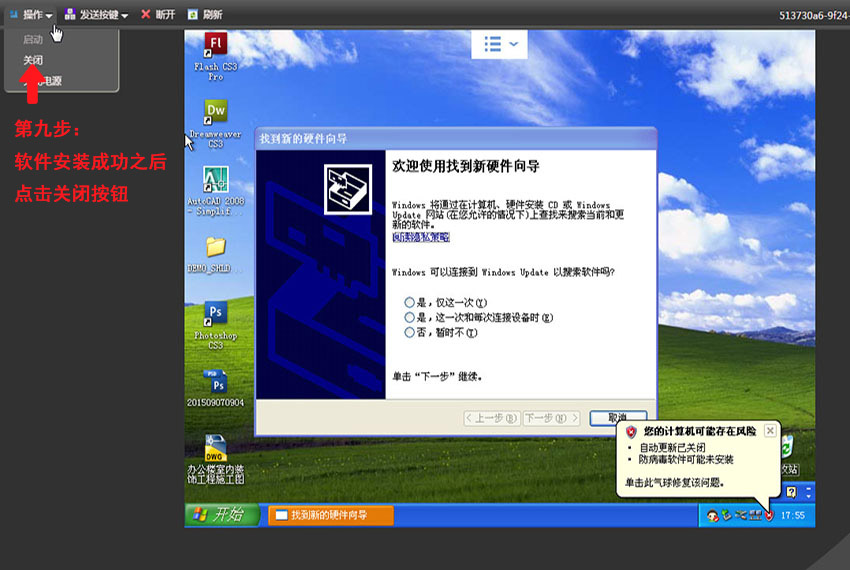 操作 发送按键 断开 刷新 513730a6-9f24-
启动
关闭
电源
第九步：
软件安装成功之后
点击关闭按钮
Flash CS3
Pro
Dreamweaver
CS3
AutoCAD 2008
- Simplif...
Photoshop
CS3
201509070904
办公楼室内装
饰工程施工图
找到新的硬件向导
欢迎使用找到新硬件向导
Windows 将通过在计算机、硬件安装 CD 或 Windows
Update 网站(在您允许的情况下)上查找来搜索当前和更
新的软件。
阅读隐私策略
Windows 可以连接到 Windows Update 以搜索软件吗?
是，仅这一次(Y)
是，这一次和每次连接设备时(E)
否，暂时不(T)
单击“下一步”继续。
< 上一步(B) 下一步(N) > 取消
您的计算机可能存在风险
• 自动更新已关闭
• 防病毒软件可能未安装
单击此气球修复该问题。
开始 找到新的硬件向导 17:55